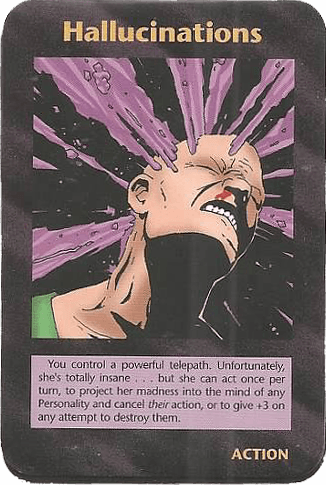 Hallucinations
You control a powerful telepath. Unfortunately,
she's totally insane . . . but she can act once per
turn, to project her madness into the mind of any
Personality and cancel their action, or to give +3 on
any attempt to destroy them.
ACTION